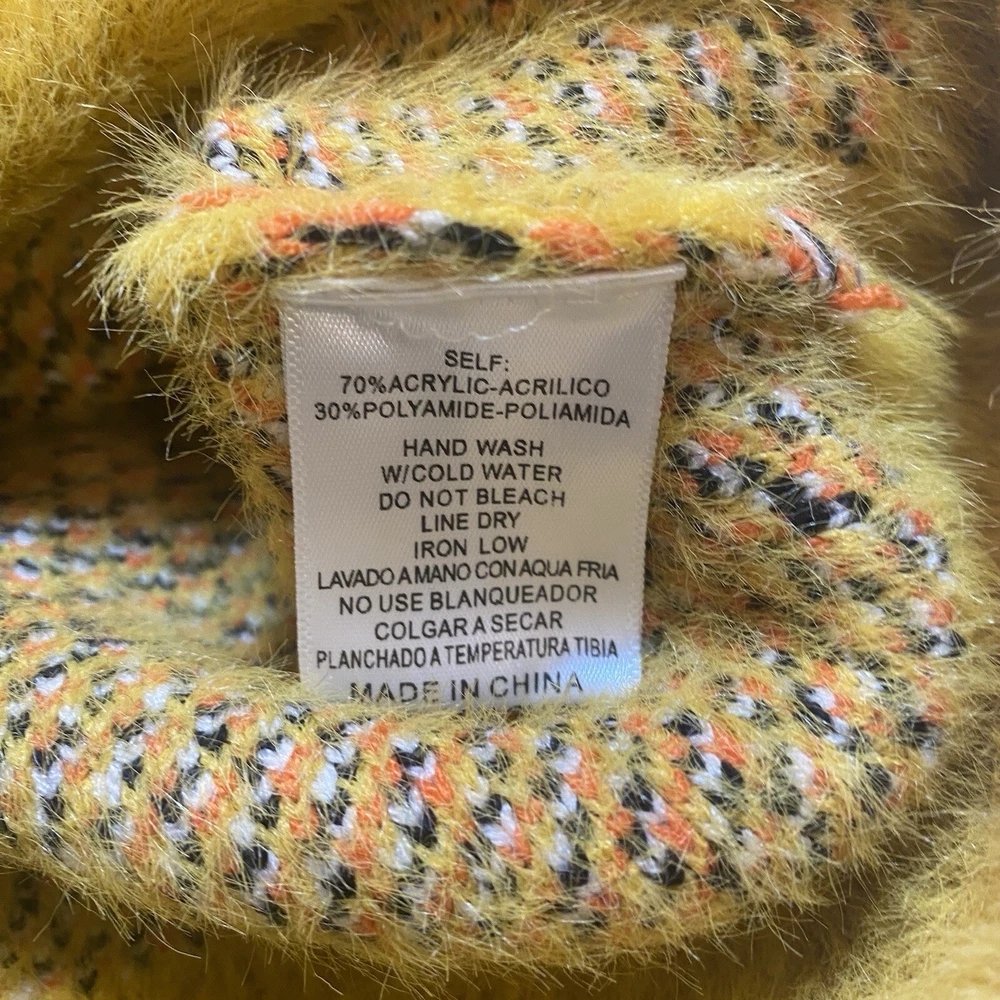 SELF:
70%ACRYLIC-ACRILICO
30%POLYAMIDE-POLIAMIDA
HAND WASH
W/COLD WATER
DO NOT BLEACH
LINE DRY
IRON LOW
LAVADO A MANO CON AQUA FRIA
NO USE BLANQUEADOR
COLGAR A SECAR
PLANCHADO A TEMPERATURA TIBIA
MADE IN CHINA